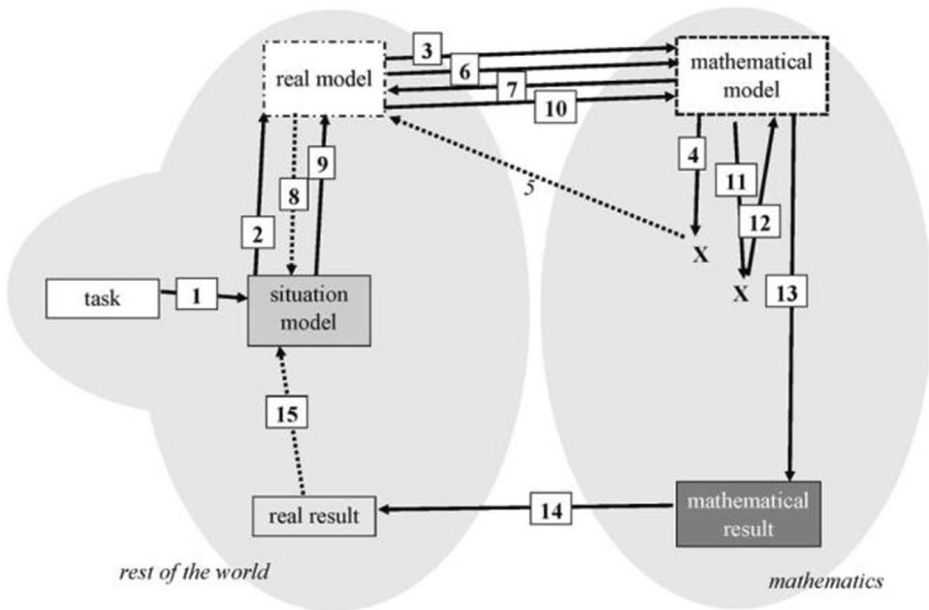 3
real model
6
7
10
mathematical
model
4
9
8
5
11
2
12
X
task
1
situation
model
X
13
15
real result
14
mathematical
result
rest of the world
mathematics